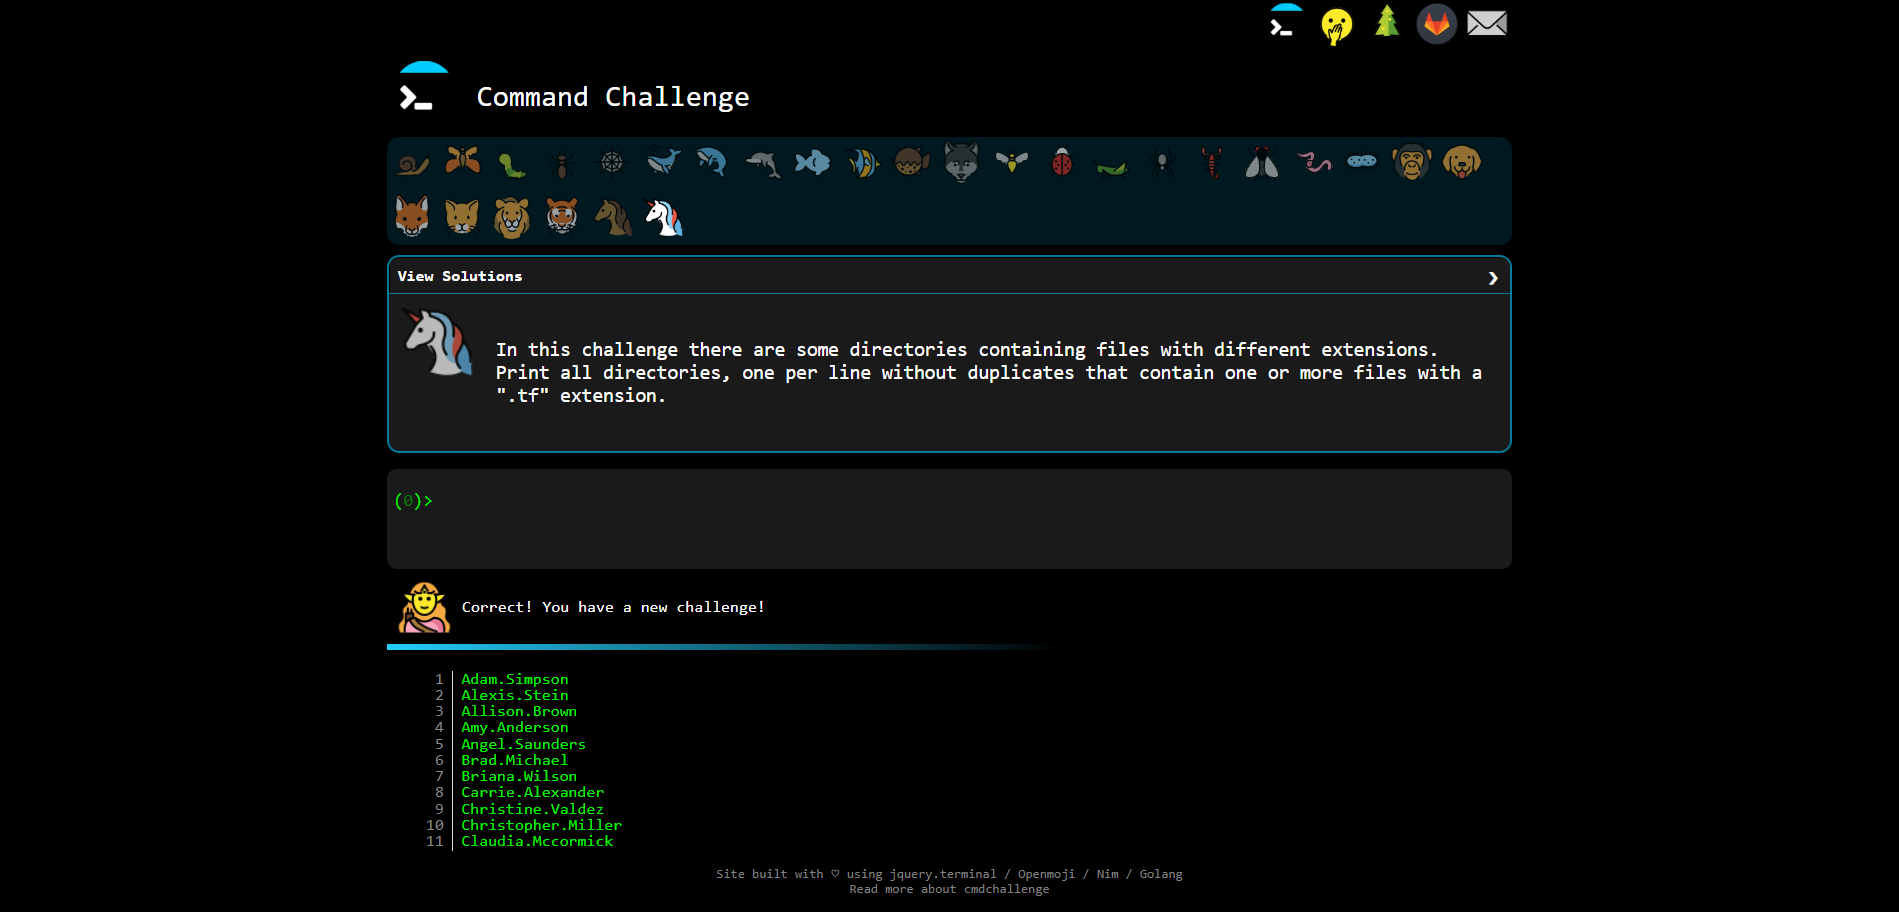 Command Challenge
View Solutions
In this challenge there are some directories containing files with different extensions.
Print all directories, one per line without duplicates that contain one or more files with a
".tf" extension.
(0)>
Correct! You have a new challenge!
1 Adam.Simpson
2 Alexis.Stein
3 Allison.Brown
4 Amy.Anderson
5 Angel.Saunders
6 Brad.Michael
7 Briana.Wilson
8 Carrie.Alexander
9 Christine.Valdez
10 Christopher.Miller
11 Claudia.Mccormick
Site built with ♡ using jquery.terminal / Openmoji / Nim / Golang
Read more about cmdchallenge